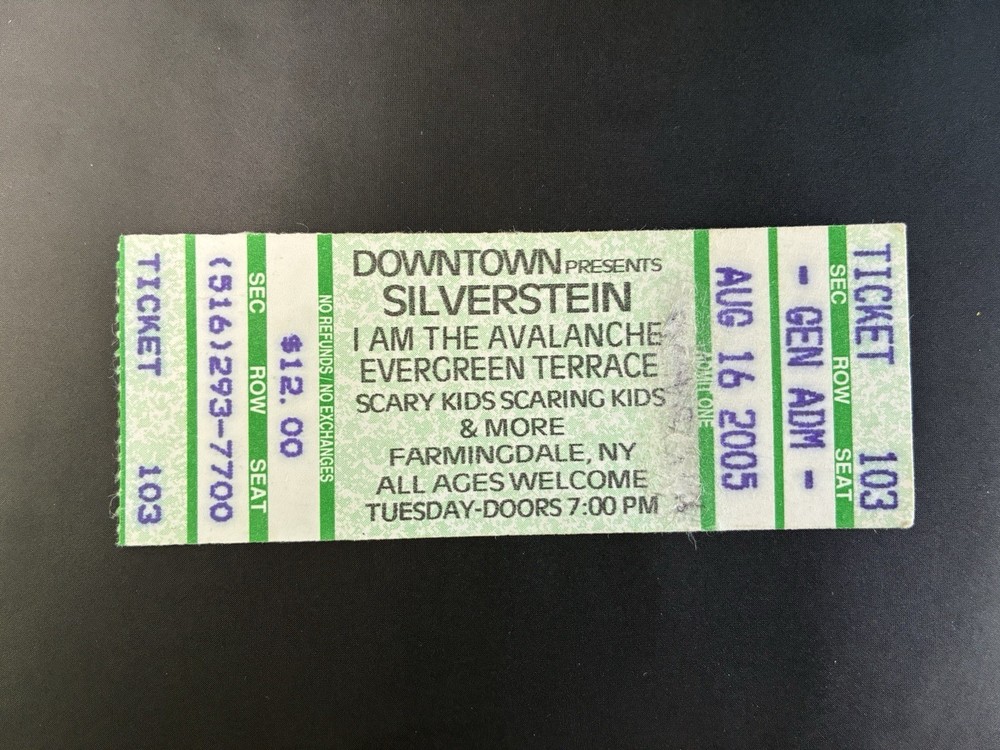 TICKET 103
(516)293-7700
SEC ROW SEAT
$12.00
NO REFUNDS / NO EXCHANGES
DOWNTOWN PRESENTS
SILVERSTEIN
I AM THE AVALANCHE
EVERGREEN TERRACE
SCARY KIDS SCARING KIDS
& MORE
FARMINGDALE, NY
ALL AGES WELCOME
TUESDAY-DOORS 7:00 PM
ADMIT ONE
AUG 16 2005
- GEN ADM -
SEC ROW SEAT
TICKET 103